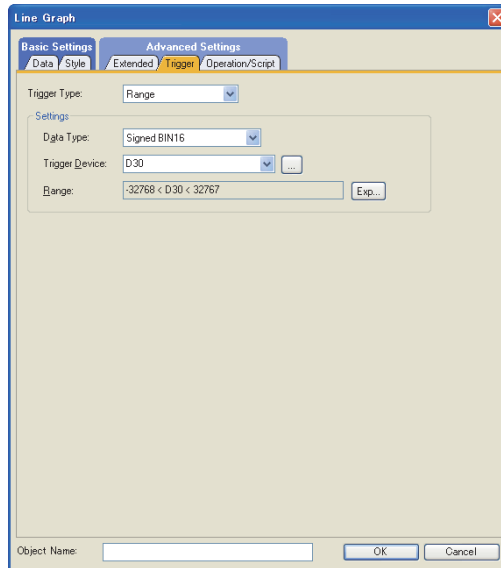 Line Graph
Basic Settings
Advanced Settings
Data Style Extended Trigger Operation/Script
Trigger Type: Range
Settings
Data Type: Signed BIN16
Trigger Device: D30 ...
Range: -32768 < D30 < 32767 Exp...
Object Name: OK Cancel